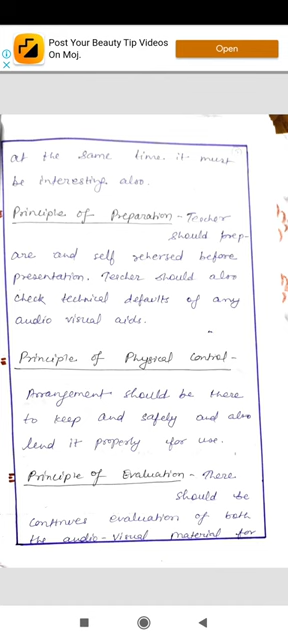 Post Your Beauty Tip Videos
On Moj.
Open
at the same time. it must
be interesting also.
Principle of Preparation - Teacher
should prep-
are and self rehersed before
presentation. Teacher should also
check technical defaults of any
audio visual aids.
Principle of Physical Control -
Arrangement should be there
to keep and safely and also
lend it properly for use.
Principle of Evaluation - There
should be
continues evaluation of both
the audio-visual material for